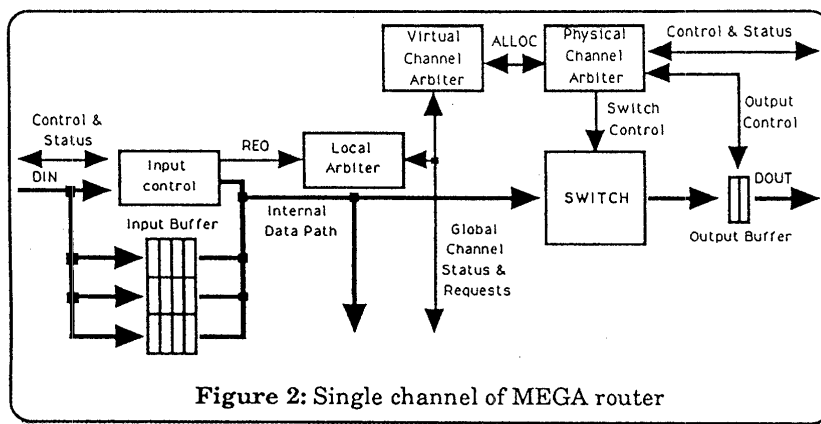 Virtual
Channel
Arbiter
ALLOC
Physical
Channel
Arbiter
Control & Status
Control &
Status
DIN
Input
control
REQ
Local
Arbiter
Switch
Control
Output
Control
Input Buffer
Internal
Data Path
Global
Channel
Status &
Requests
SWITCH
DOUT
Output Buffer
Figure 2: Single channel of MEGA router